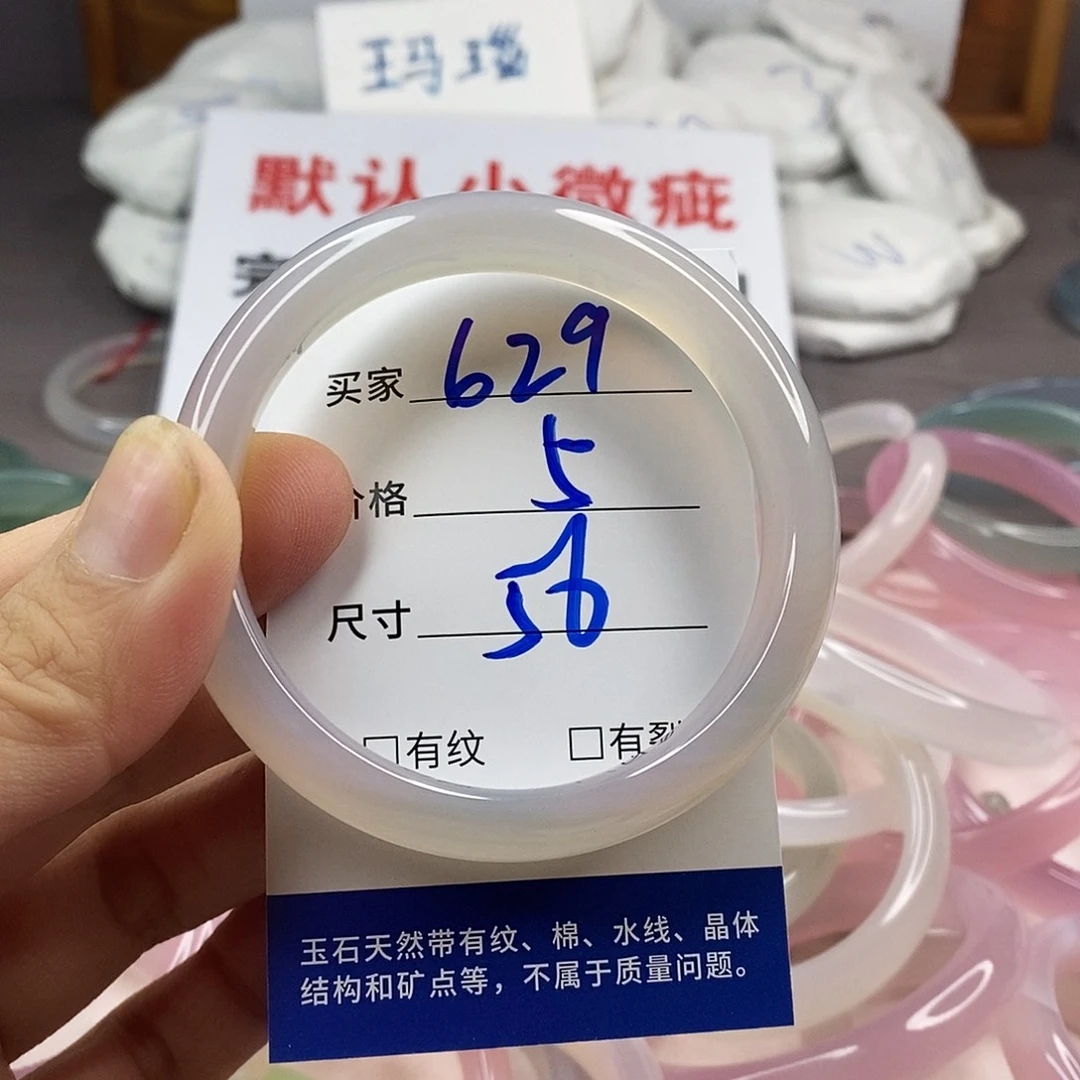 玛瑙
默认小微疵
买家 629
价格 5
尺寸 56
□有纹 □有裂
玉石天然带有纹、棉、水线、晶体
结构和矿点等，不属于质量问题。